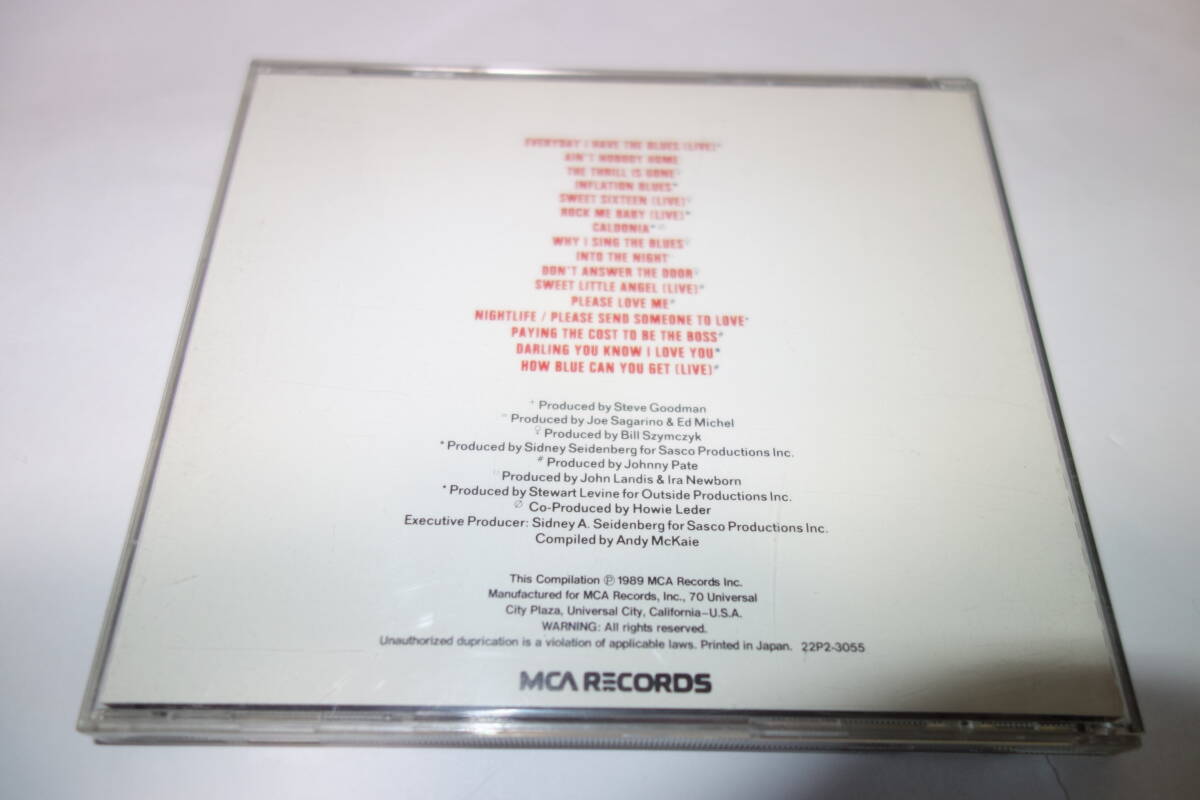 EVERYDAY I HAVE THE BLUES (LIVE)*
AIN'T NOBODY HOME
THE THRILL IS GONE♀
INFLATION BLUES*
SWEET SIXTEEN (LIVE)♀
ROCK ME BABY (LIVE)*
CALDONIA*
WHY I SING THE BLUES♀
INTO THE NIGHT
DON'T ANSWER THE DOOR♀
SWEET LITTLE ANGEL (LIVE)*
PLEASE LOVE ME*
NIGHTLIFE / PLEASE SEND SOMEONE TO LOVE*
PAYING THE COST TO BE THE BOSS#
DARLING YOU KNOW I LOVE YOU*
HOW BLUE CAN YOU GET (LIVE)#
+ Produced by Steve Goodman
Produced by Joe Sagarino & Ed Michel
♀ Produced by Bill Szymczyk
* Produced by Sidney Seidenberg for Sasco Productions Inc.
# Produced by Johnny Pate
Produced by John Landis & Ira Newborn
* Produced by Stewart Levine for Outside Productions Inc.
∅ Co-Produced by Howie Leder
Executive Producer: Sidney A. Seidenberg for Sasco Productions Inc.
Compiled by Andy McKaie
This Compilation ℗ 1989 MCA Records Inc.
Manufactured for MCA Records, Inc., 70 Universal
City Plaza, Universal City, California–U.S.A.
WARNING: All rights reserved.
Unauthorized duprication is a violation of applicable laws. Printed in Japan. 22P2-3055
MCA RECORDS